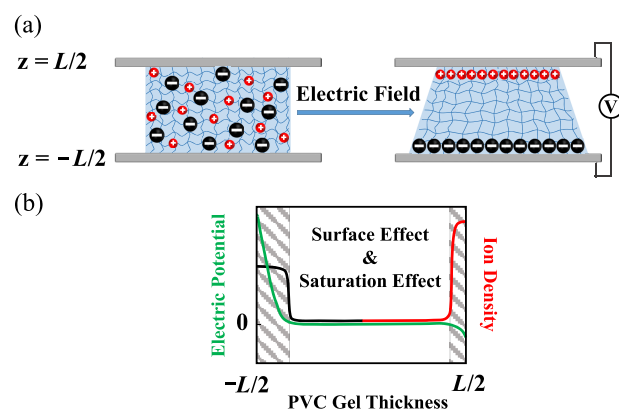 (a)
z = L/2
z = −L/2
Electric Field
V
(b)
Electric Potential
0
Surface Effect
&
Saturation Effect
Ion Density
−L/2
L/2
PVC Gel Thickness